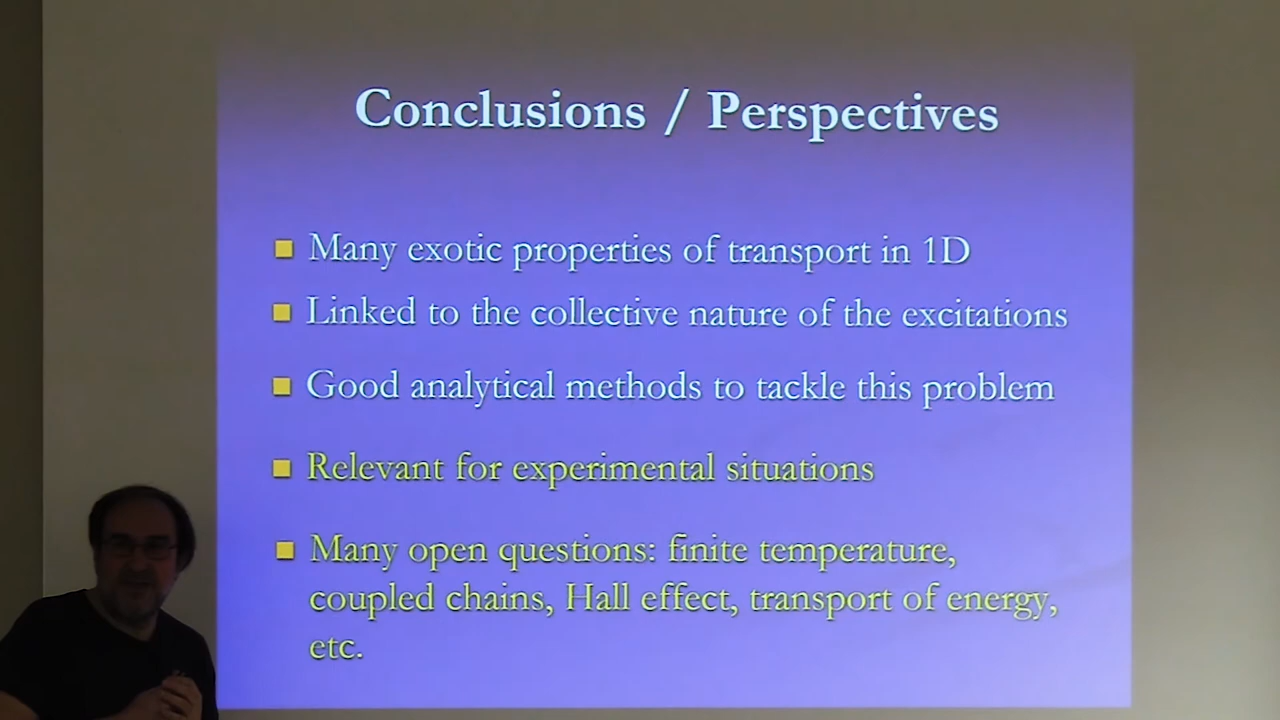 Conclusions / Perspectives
Many exotic properties of transport in 1D
Linked to the collective nature of the excitations
Good analytical methods to tackle this problem
Relevant for experimental situations
Many open questions: finite temperature,
coupled chains, Hall effect, transport of energy,
etc.